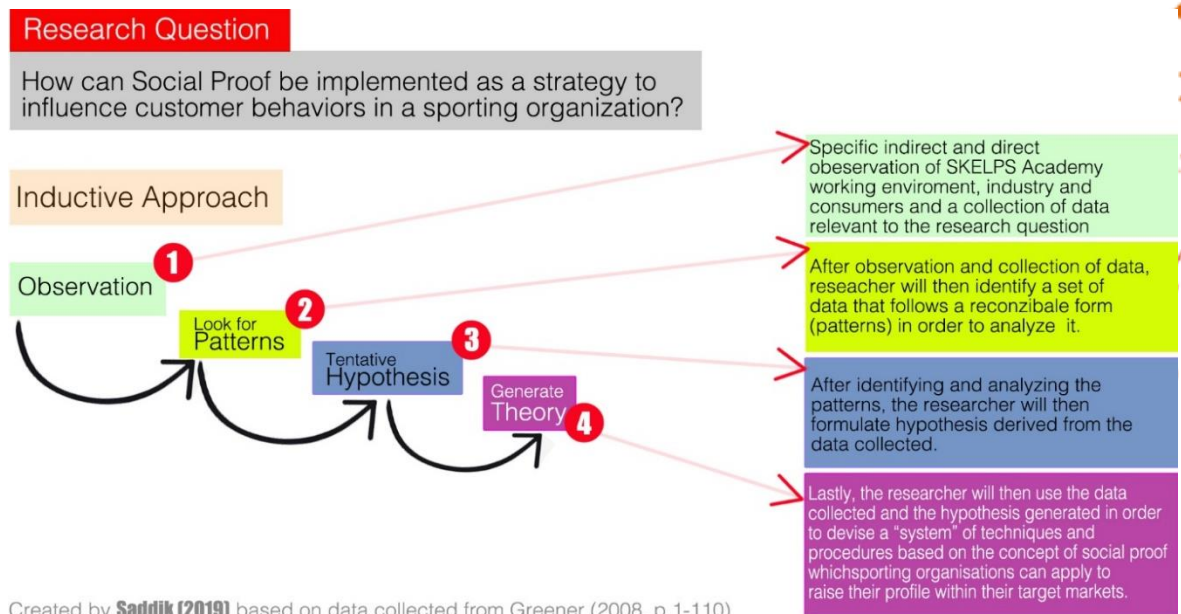 Research Question
How can Social Proof be implemented as a strategy to
influence customer behaviors in a sporting organization?
Inductive Approach
1
Observation
2
Look for
Patterns
3
Tentative
Hypothesis
4
Generate
Theory
Specific indirect and direct
obeservation of SKELPS Academy
working enviroment, industry and
consumers and a collection of data
relevant to the research question
After observation and collection of data,
reseacher will then identify a set of
data that follows a reconzibale form
(patterns) in order to analyze it.
After identifying and analyzing the
patterns, the researcher will then
formulate hypothesis derived from the
data collected.
Lastly, the researcher will then use the data
collected and the hypothesis generated in order
to devise a "system" of techniques and
procedures based on the concept of social proof
whichsporting organisations can apply to
raise their profile within their target markets.
Created by Saddik (2019) based on data collected from Greener (2008, p.1-110)